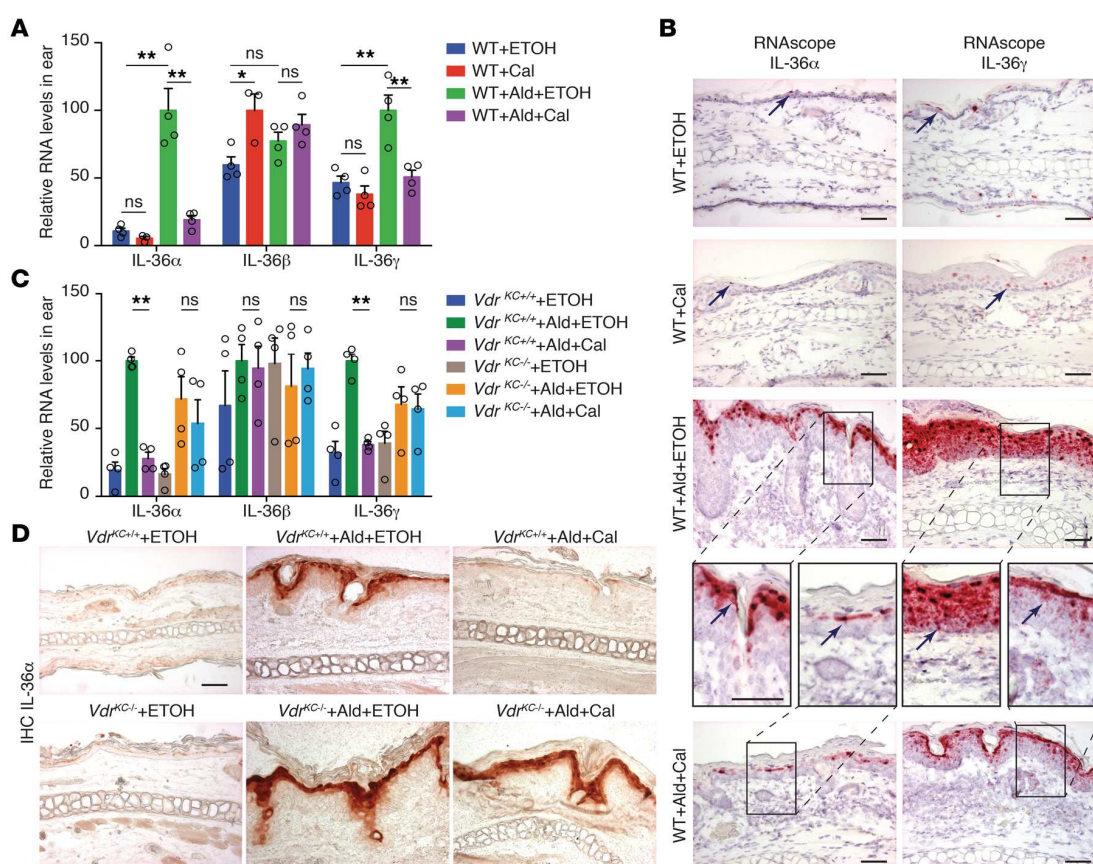 A
Relative RNA levels in ear
150
100
50
0
**
**
ns
ns
*
ns
**
**
ns
IL-36α
IL-36β
IL-36γ
WT+ETOH
WT+Cal
WT+Ald+ETOH
WT+Ald+Cal
B
RNAscope
IL-36α
RNAscope
IL-36γ
WT+ETOH
WT+Cal
WT+Ald+ETOH
WT+Ald+Cal
C
Relative RNA levels in ear
150
100
50
0
**
ns
ns
ns
**
ns
IL-36α
IL-36β
IL-36γ
Vdr KC+/++ETOH
Vdr KC+/++Ald+ETOH
Vdr KC+/++Ald+Cal
Vdr KC-/-+ETOH
Vdr KC-/-+Ald+ETOH
Vdr KC-/-+Ald+Cal
D
IHC IL-36α
VdrKC+/++ETOH
VdrKC+/++Ald+ETOH
VdrKC+/++Ald+Cal
VdrKC-/-+ETOH
VdrKC-/-+Ald+ETOH
VdrKC-/-+Ald+Cal